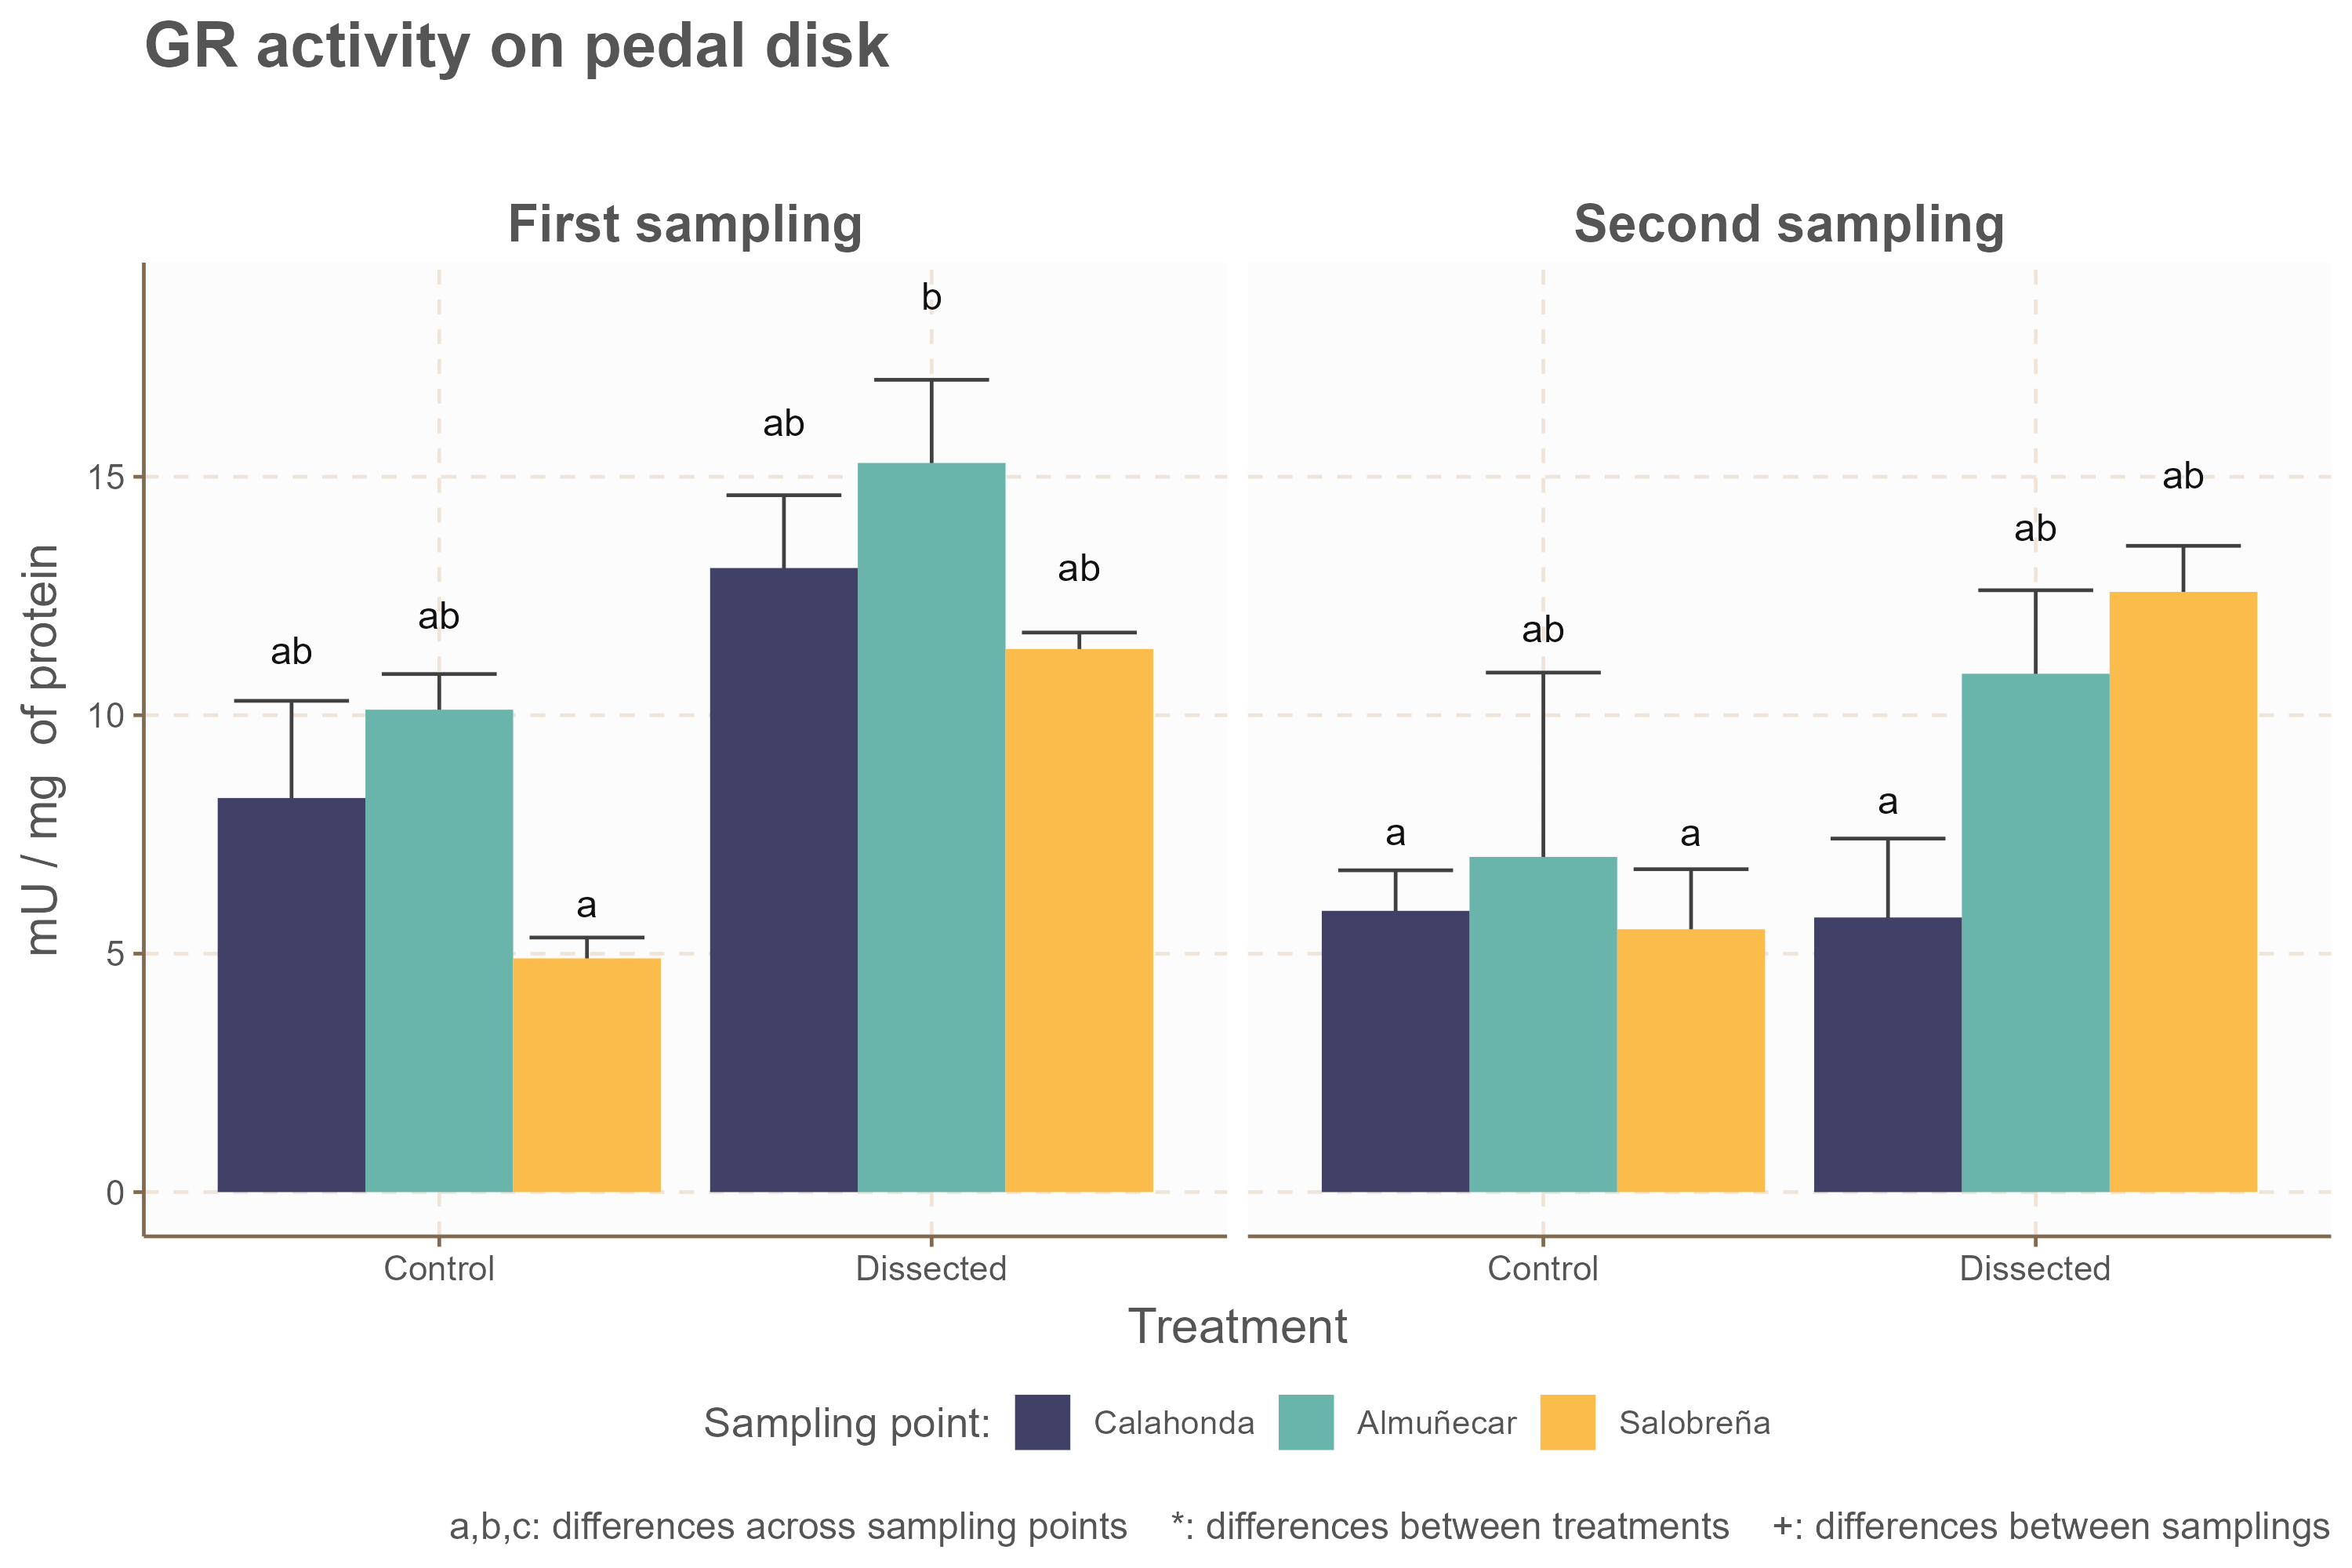 GR activity on pedal disk
First sampling
Second sampling
mU / mg of protein
15
10
5
0
ab
ab
a
ab
b
ab
ab
a
a
a
ab
ab
Control
Dissected
Control
Dissected
Treatment
Sampling point: Calahonda Almuñecar Salobreña
a,b,c: differences across sampling points *: differences between treatments +: differences between samplings